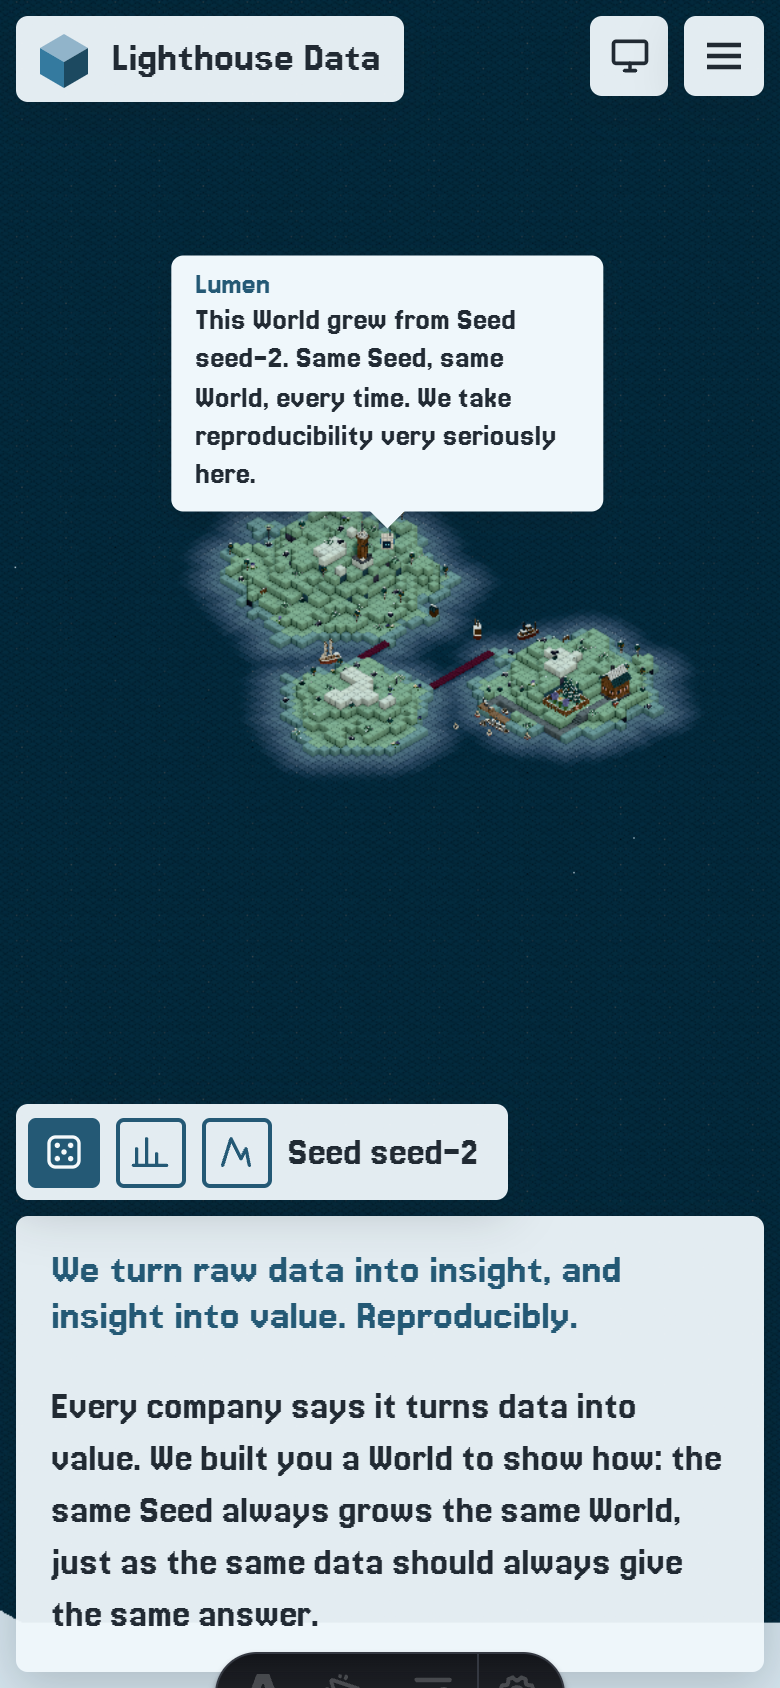 Lighthouse Data
Lumen
This World grew from Seed
seed-2. Same Seed, same
World, every time. We take
reproducibility very seriously
here.
Seed seed-2
We turn raw data into insight, and
insight into value. Reproducibly.
Every company says it turns data into
value. We built you a World to show how: the
same Seed always grows the same World,
just as the same data should always give
the same answer.